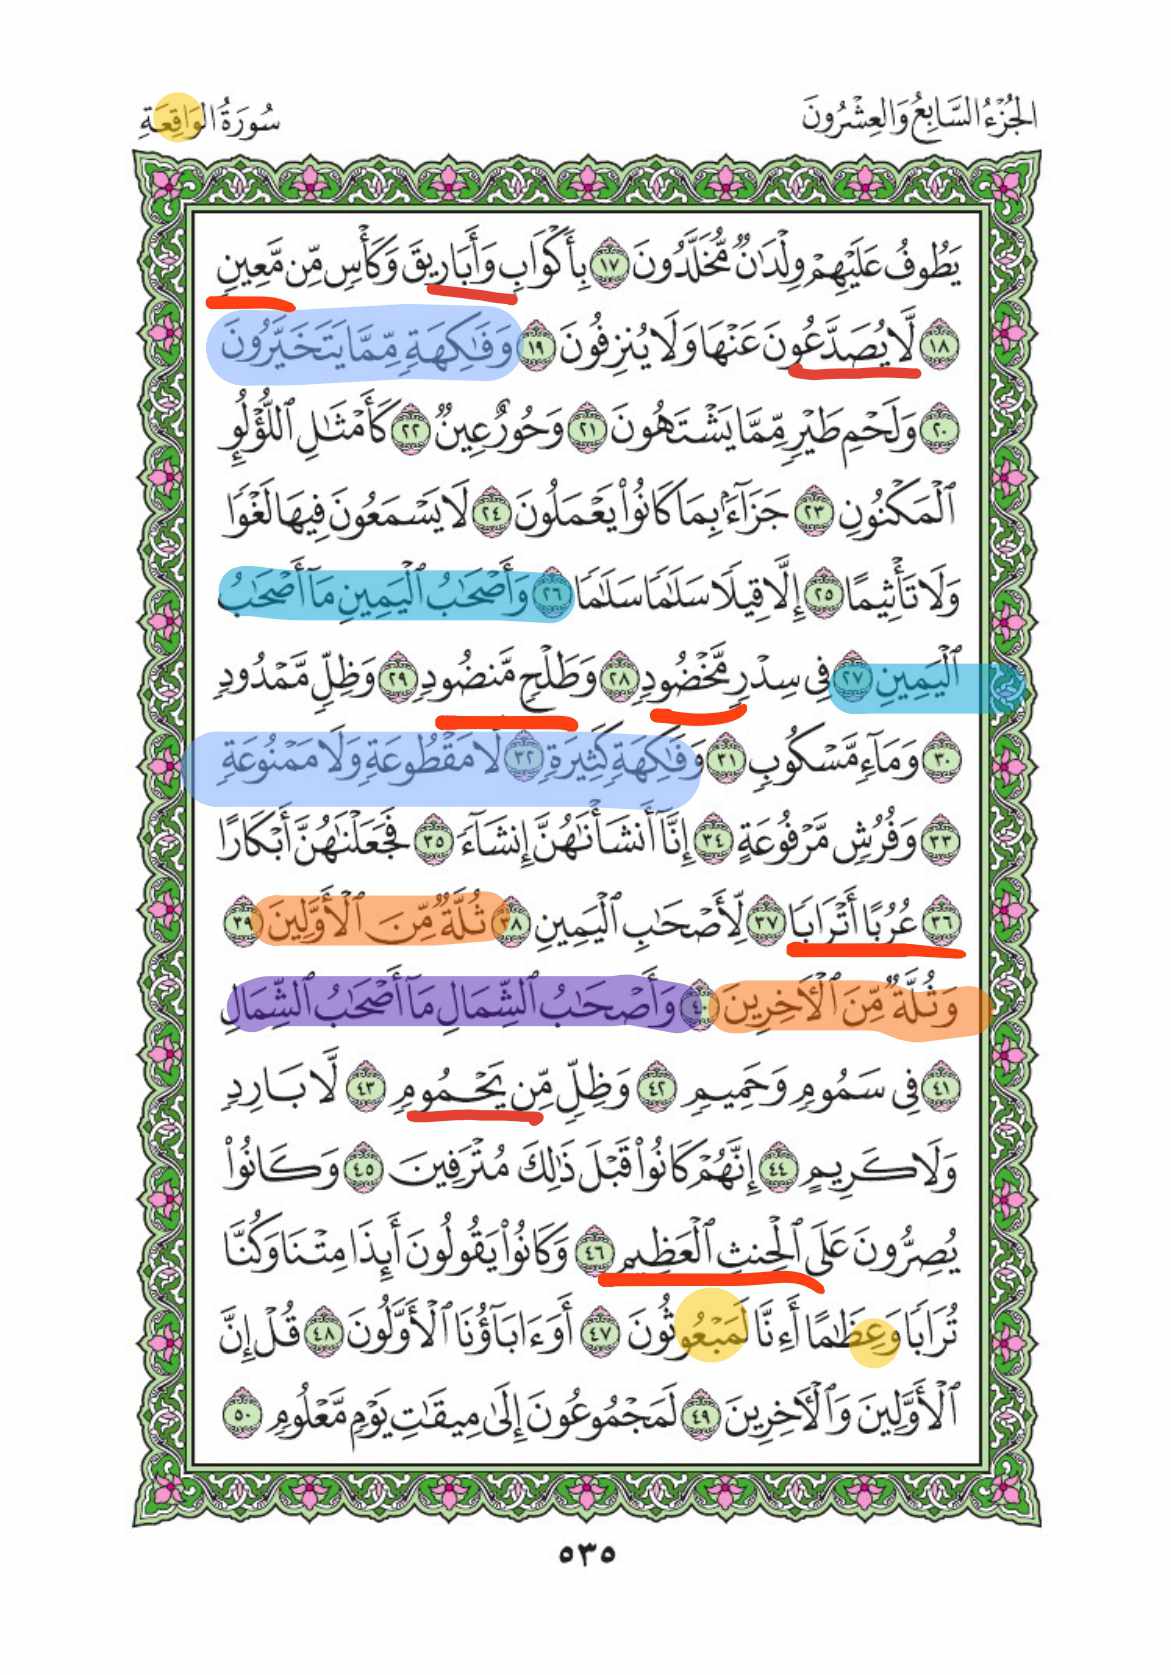 الجُزْءُ السَّابِعُ وَالعِشْرُونَ
سُورَةُ الوَاقِعَةِ
يَطُوفُ عَلَيْهِمْ وِلْدَٰنٌ مُّخَلَّدُونَ ١٧ بِأَكْوَابٍ وَأَبَارِيقَ وَكَأْسٍ مِّن مَّعِينٍ
١٨ لَّا يُصَدَّعُونَ عَنْهَا وَلَا يُنزِفُونَ ١٩ وَفَـٰكِهَةٍ مِّمَّا يَتَخَيَّرُونَ
٢٠ وَلَحْمِ طَيْرٍ مِّمَّا يَشْتَهُونَ ٢١ وَحُورٌ عِينٌ ٢٢ كَأَمْثَـٰلِ ٱللُّؤْلُؤِ
ٱلْمَكْنُونِ ٢٣ جَزَآءًۢ بِمَا كَانُوا۟ يَعْمَلُونَ ٢٤ لَا يَسْمَعُونَ فِيهَا لَغْوًا
وَلَا تَأْثِيمًا ٢٥ إِلَّا قِيلًا سَلَـٰمًا سَلَـٰمًا ٢٦ وَأَصْحَـٰبُ ٱلْيَمِينِ مَآ أَصْحَـٰبُ
ٱلْيَمِينِ ٢٧ فِى سِدْرٍ مَّخْضُودٍ ٢٨ وَطَلْحٍ مَّنضُودٍ ٢٩ وَظِلٍّ مَّمْدُودٍ
٣٠ وَمَآءٍ مَّسْكُوبٍ ٣١ وَفَـٰكِهَةٍ كَثِيرَةٍ ٣٢ لَّا مَقْطُوعَةٍ وَلَا مَمْنُوعَةٍ
٣٣ وَفُرُشٍ مَّرْفُوعَةٍ ٣٤ إِنَّآ أَنشَأْنَـٰهُنَّ إِنشَآءً ٣٥ فَجَعَلْنَـٰهُنَّ أَبْكَارًا
٣٦ عُرُبًا أَتْرَابًا ٣٧ لِّأَصْحَـٰبِ ٱلْيَمِينِ ٣٨ ثُلَّةٌ مِّنَ ٱلْأَوَّلِينَ ٣٩
وَثُلَّةٌ مِّنَ ٱلْـَٔاخِرِينَ ٤٠ وَأَصْحَـٰبُ ٱلشِّمَالِ مَآ أَصْحَـٰبُ ٱلشِّمَالِ
٤١ فِى سَمُومٍ وَحَمِيمٍ ٤٢ وَظِلٍّ مِّن يَحْمُومٍ ٤٣ لَّا بَارِدٍ
وَلَا كَرِيمٍ ٤٤ إِنَّهُمْ كَانُوا۟ قَبْلَ ذَٰلِكَ مُتْرَفِينَ ٤٥ وَكَانُوا۟
يُصِرُّونَ عَلَى ٱلْحِنثِ ٱلْعَظِيمِ ٤٦ وَكَانُوا۟ يَقُولُونَ أَئِذَا مِتْنَا وَكُنَّا
تُرَابًا وَعِظَـٰمًا أَءِنَّا لَمَبْعُوثُونَ ٤٧ أَوَءَابَآؤُنَا ٱلْأَوَّلُونَ ٤٨ قُلْ إِنَّ
ٱلْأَوَّلِينَ وَٱلْـَٔاخِرِينَ ٤٩ لَمَجْمُوعُونَ إِلَىٰ مِيقَـٰتِ يَوْمٍ مَّعْلُومٍ ٥٠
٥٣٥